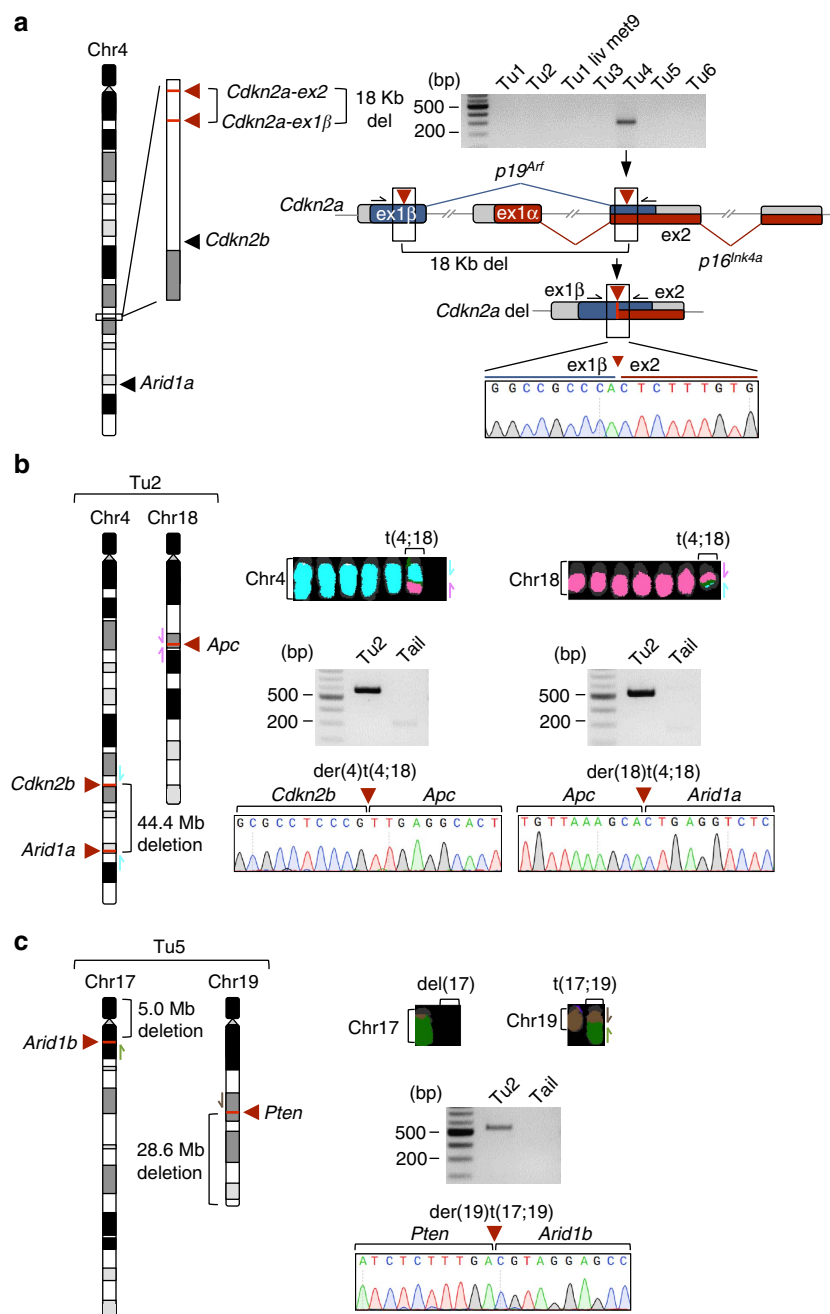 a
Chr4
Cdkn2a-ex2
Cdkn2a-ex1β
18 Kb
del
Cdkn2b
Arid1a
(bp)
Tu1
Tu2
Tu1 liv met9
Tu3
Tu4
Tu5
Tu6
500
200
p19Arf
Cdkn2a
ex1β
ex1α
ex2
18 Kb del
p16Ink4a
ex1β
ex2
Cdkn2a del
ex1β ex2
G G C C G C C C A C T C T T T G T G
b
Tu2
Chr4
Chr18
Apc
Cdkn2b
44.4 Mb
deletion
Arid1a
t(4;18)
Chr4
t(4;18)
Chr18
(bp)
Tu2
Tail
500
200
(bp)
Tu2
Tail
500
200
der(4)t(4;18)
Cdkn2b Apc
G C G C C T C C C G T T G A G G C A C T
der(18)t(4;18)
Apc Arid1a
T G T T A A A G C A C T G A G G T C T C
c
Tu5
Chr17
Chr19
5.0 Mb
deletion
Arid1b
Pten
28.6 Mb
deletion
del(17)
Chr17
t(17;19)
Chr19
(bp)
Tu2
Tail
500
200
der(19)t(17;19)
Pten Arid1b
A T C T C T T T G A C G T A G G A G C C